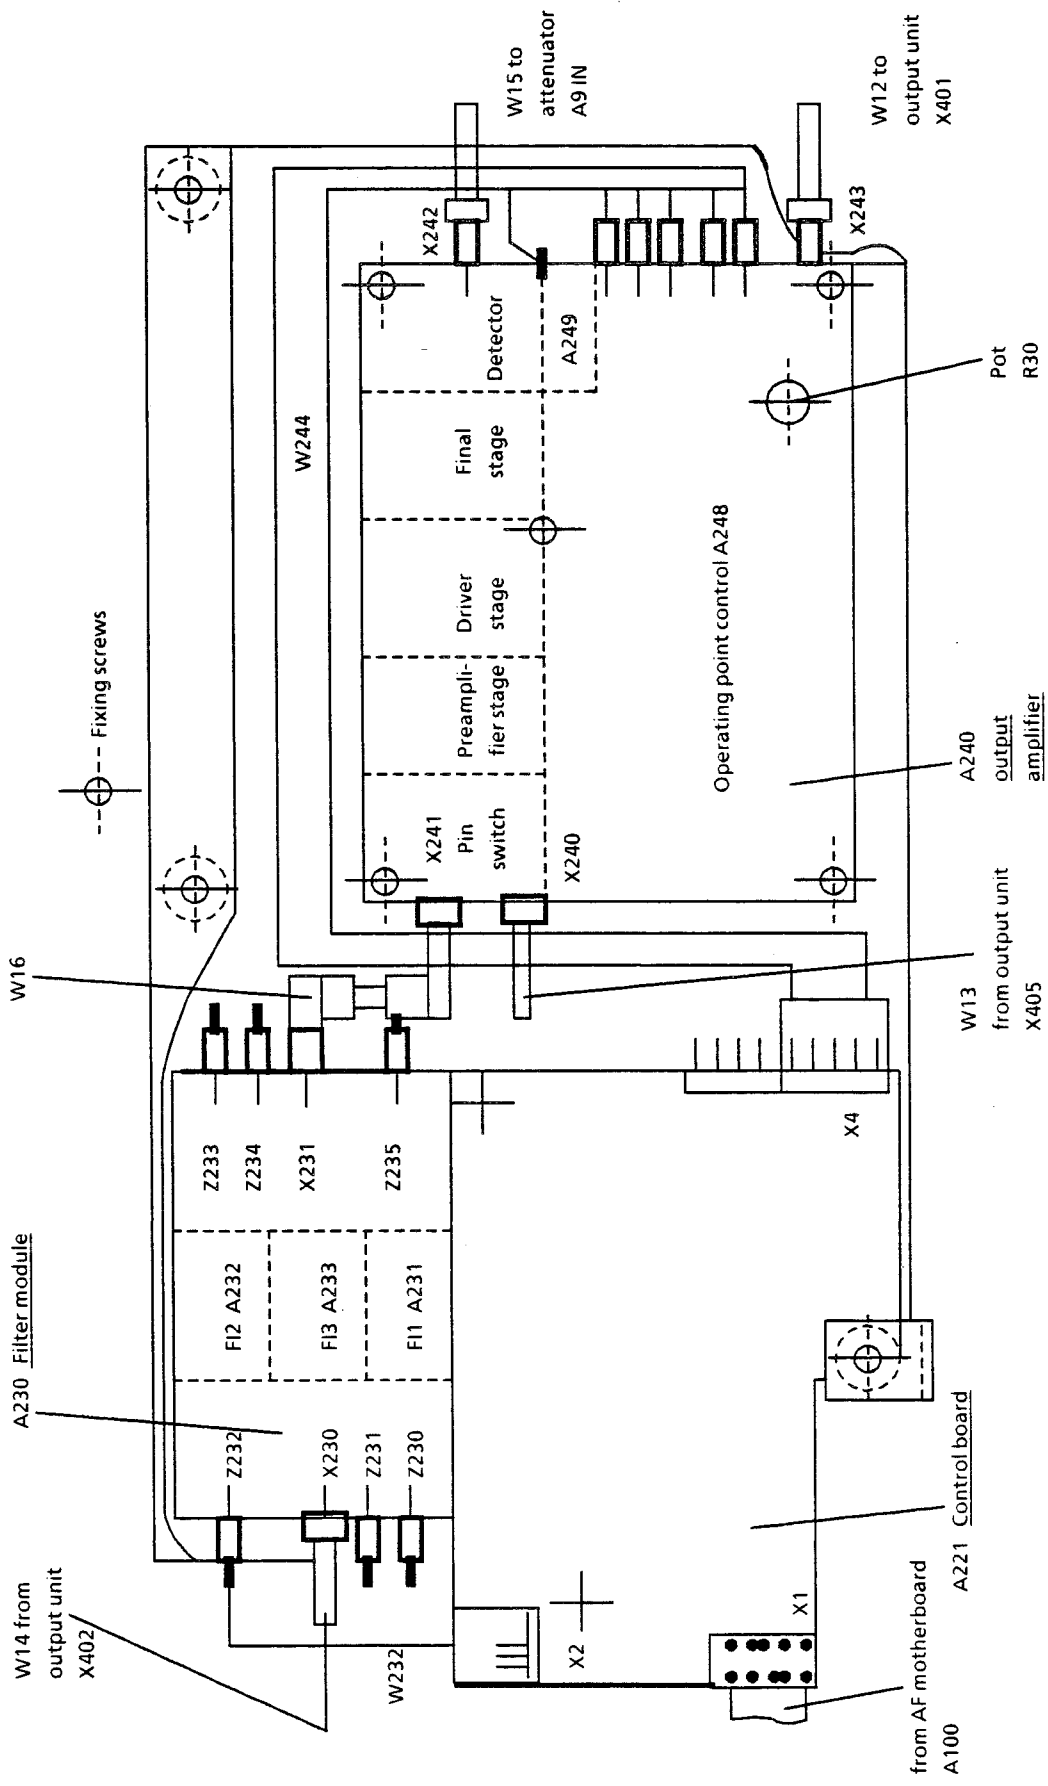 W14 from
output unit
X402
A230 Filter module
W16
Fixing screws
Z232
X230
Z231
Z230
Fl2 A232
Fl3 A233
Fl1 A231
Z233
Z234
X231
Z235
W232
W244
X241
Pin
switch
X240
Preampli-
fier stage
Driver
stage
Final
stage
Detector
A249
X242
W15 to
attenuator
A9 IN
X2
X1
X4
Operating point control A248
X243
W12 to
output unit
X401
from AF motherboard
A100
A221 Control board
W13
from output unit
X405
A240
output
amplifier
Pot
R30